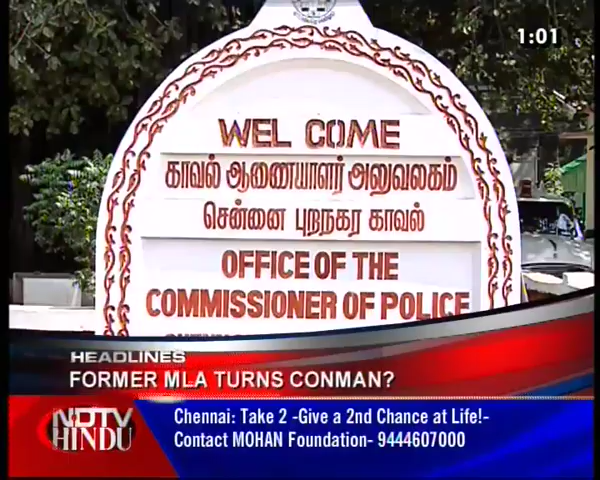 1:01
WEL COME
காவல் ஆணையாளர் அனுவலகம்
சென்னை புறநகர காவல்
OFFICE OF THE
COMMISSIONER OF POLICE
HEADLINES
FORMER MLA TURNS CONMAN?
NDTV
HINDU
Chennai: Take 2 -Give a 2nd Chance at Life!-
Contact MOHAN Foundation- 9444607000